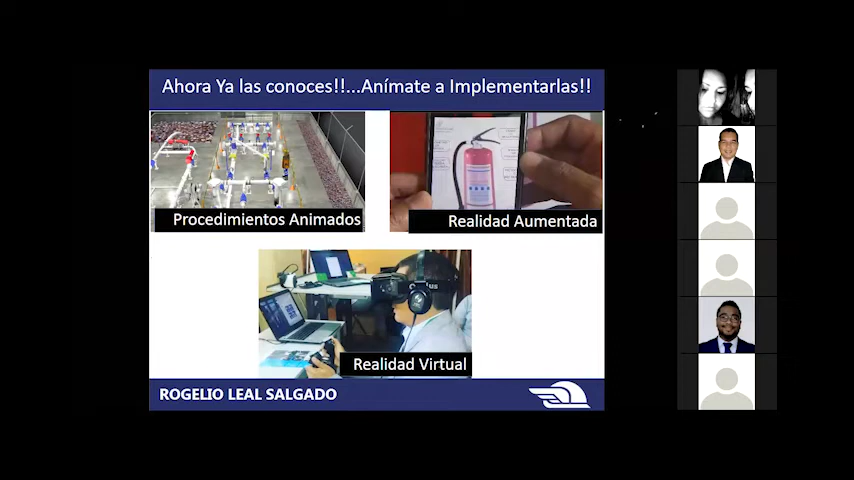 Ahora Ya las conoces!!...Anímate a Implementarlas!!
Procedimientos Animados
Realidad Aumentada
Realidad Virtual
ROGELIO LEAL SALGADO